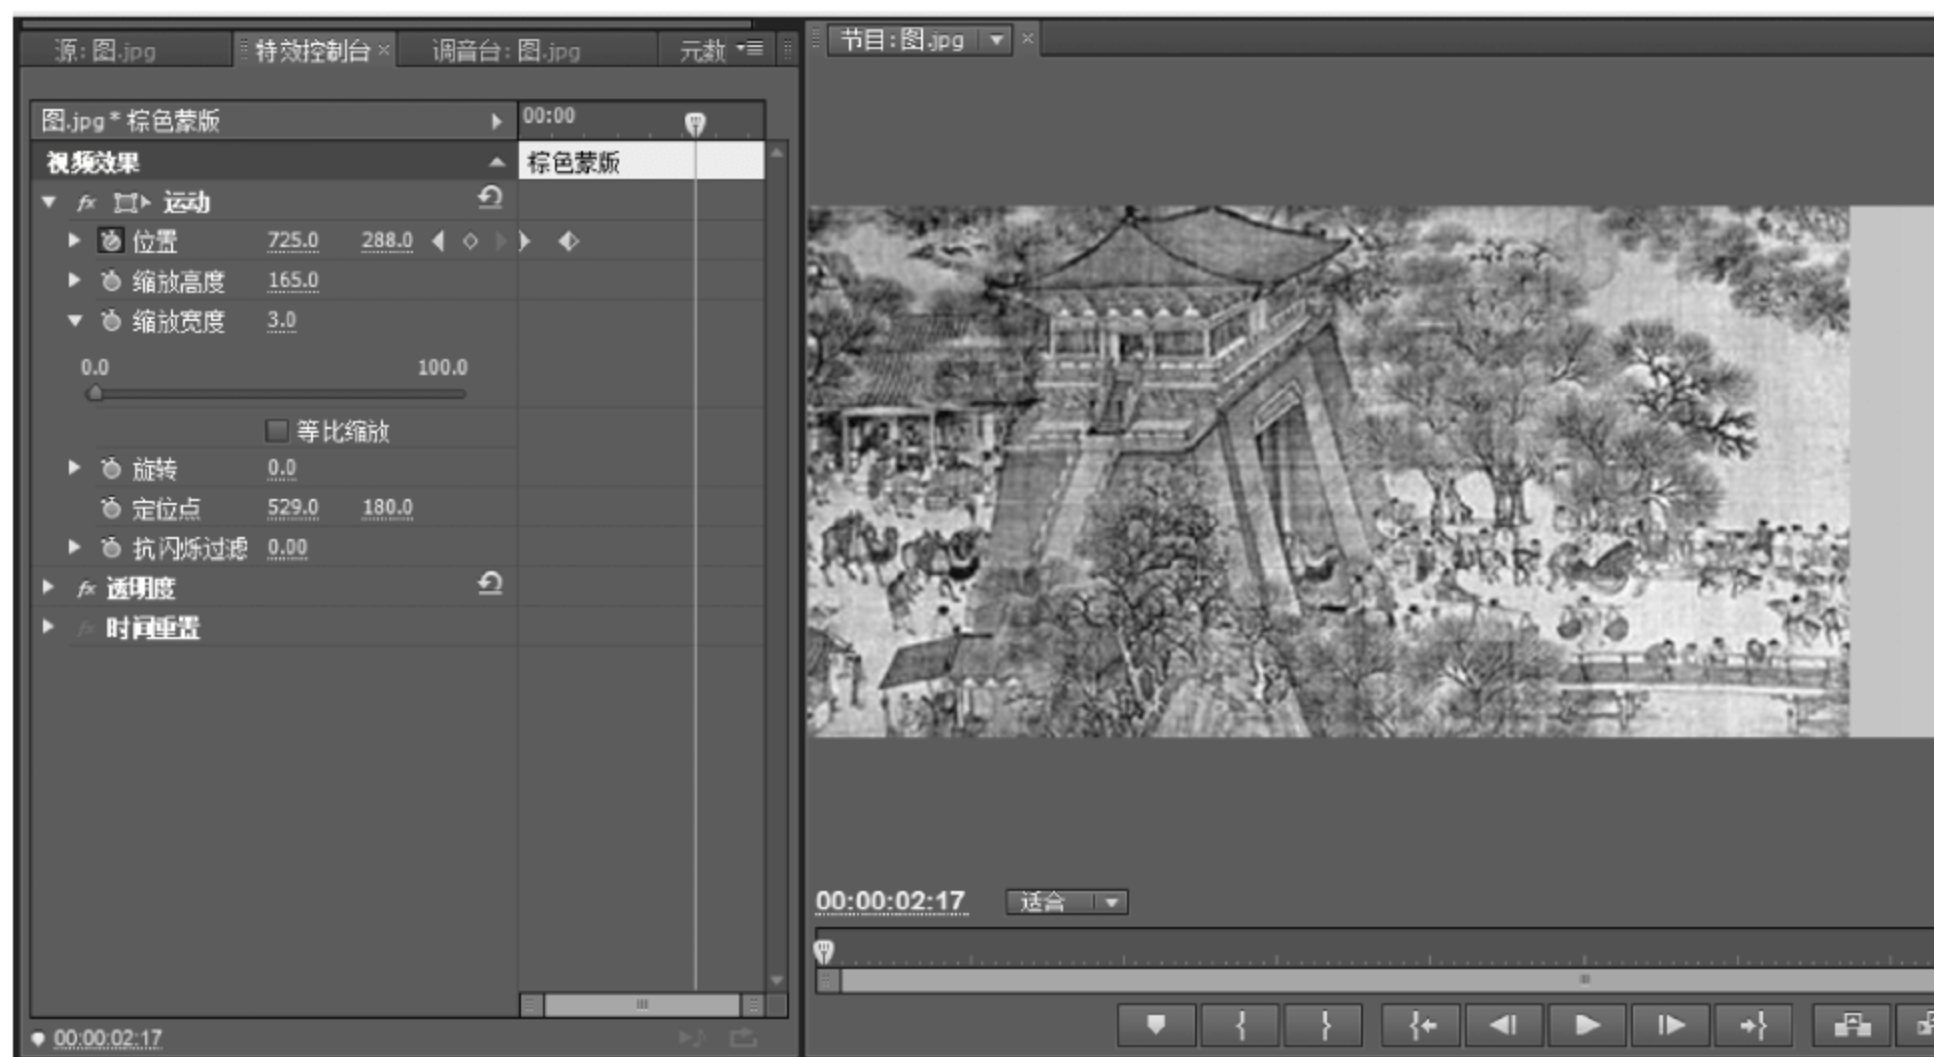 源: 图.jpg 特效控制台 × 调音台: 图.jpg 元数
节目: 图.jpg ×
图.jpg * 棕色蒙版 00:00
视频效果 棕色蒙版
fx 运动
位置 725.0 288.0
缩放高度 165.0
缩放宽度 3.0
0.0 100.0
等比缩放
旋转 0.0
定位点 529.0 180.0
抗闪烁过滤 0.00
fx 透明度
fx 时间重置
00:00:02:17 适合
00:00:02:17